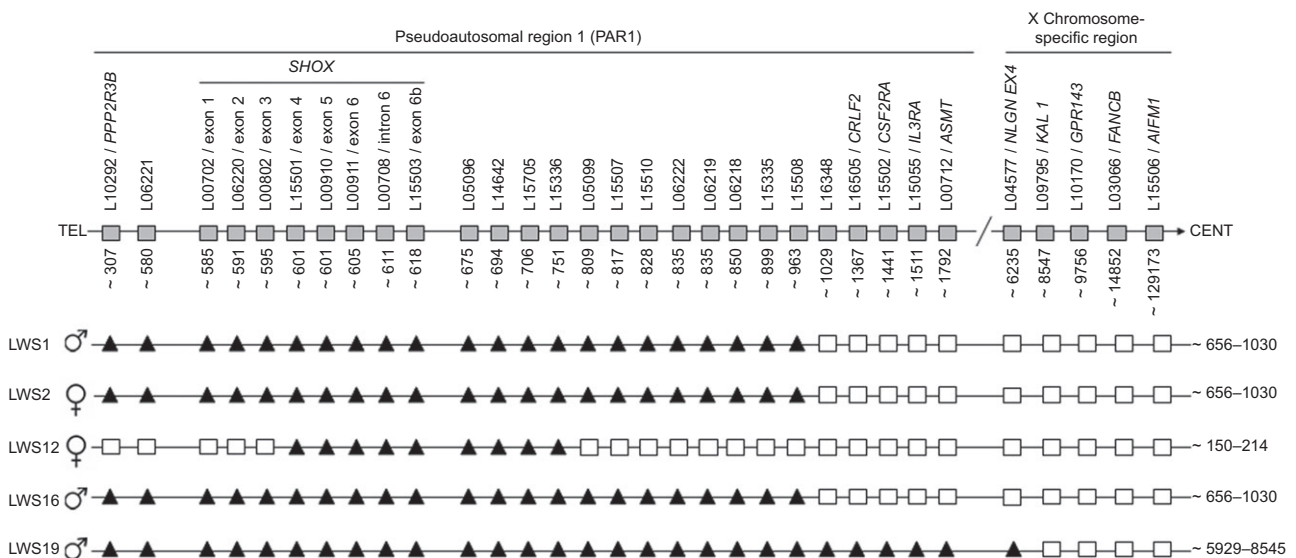 Pseudoautosomal region 1 (PAR1)
X Chromosome-
specific region
SHOX
L10292 / PPP2R3B
L06221
L00702 / exon 1
L06220 / exon 2
L00802 / exon 3
L15501 / exon 4
L00910 / exon 5
L00911 / exon 6
L00708 / intron 6
L15503 / exon 6b
L05096
L14642
L15705
L15336
L05099
L15507
L15510
L06222
L06219
L06218
L15335
L15508
L16348
L16505 / CRLF2
L15502 / CSF2RA
L15055 / IL3RA
L00712 / ASMT
L04577 / NLGN EX4
L09795 / KAL 1
L10170 / GPR143
L03066 / FANCB
L15506 / AIFM1
TEL
CENT
~ 307
~ 580
~ 585
~ 591
~ 595
~ 601
~ 601
~ 605
~ 611
~ 618
~ 675
~ 694
~ 706
~ 751
~ 809
~ 817
~ 828
~ 835
~ 835
~ 850
~ 899
~ 963
~ 1029
~ 1367
~ 1441
~ 1511
~ 1792
~ 6235
~ 8547
~ 9756
~ 14852
~ 129173
LWS1 ♂ ~ 656–1030
LWS2 ♀ ~ 656–1030
LWS12 ♀ ~ 150–214
LWS16 ♂ ~ 656–1030
LWS19 ♂ ~ 5929–8545